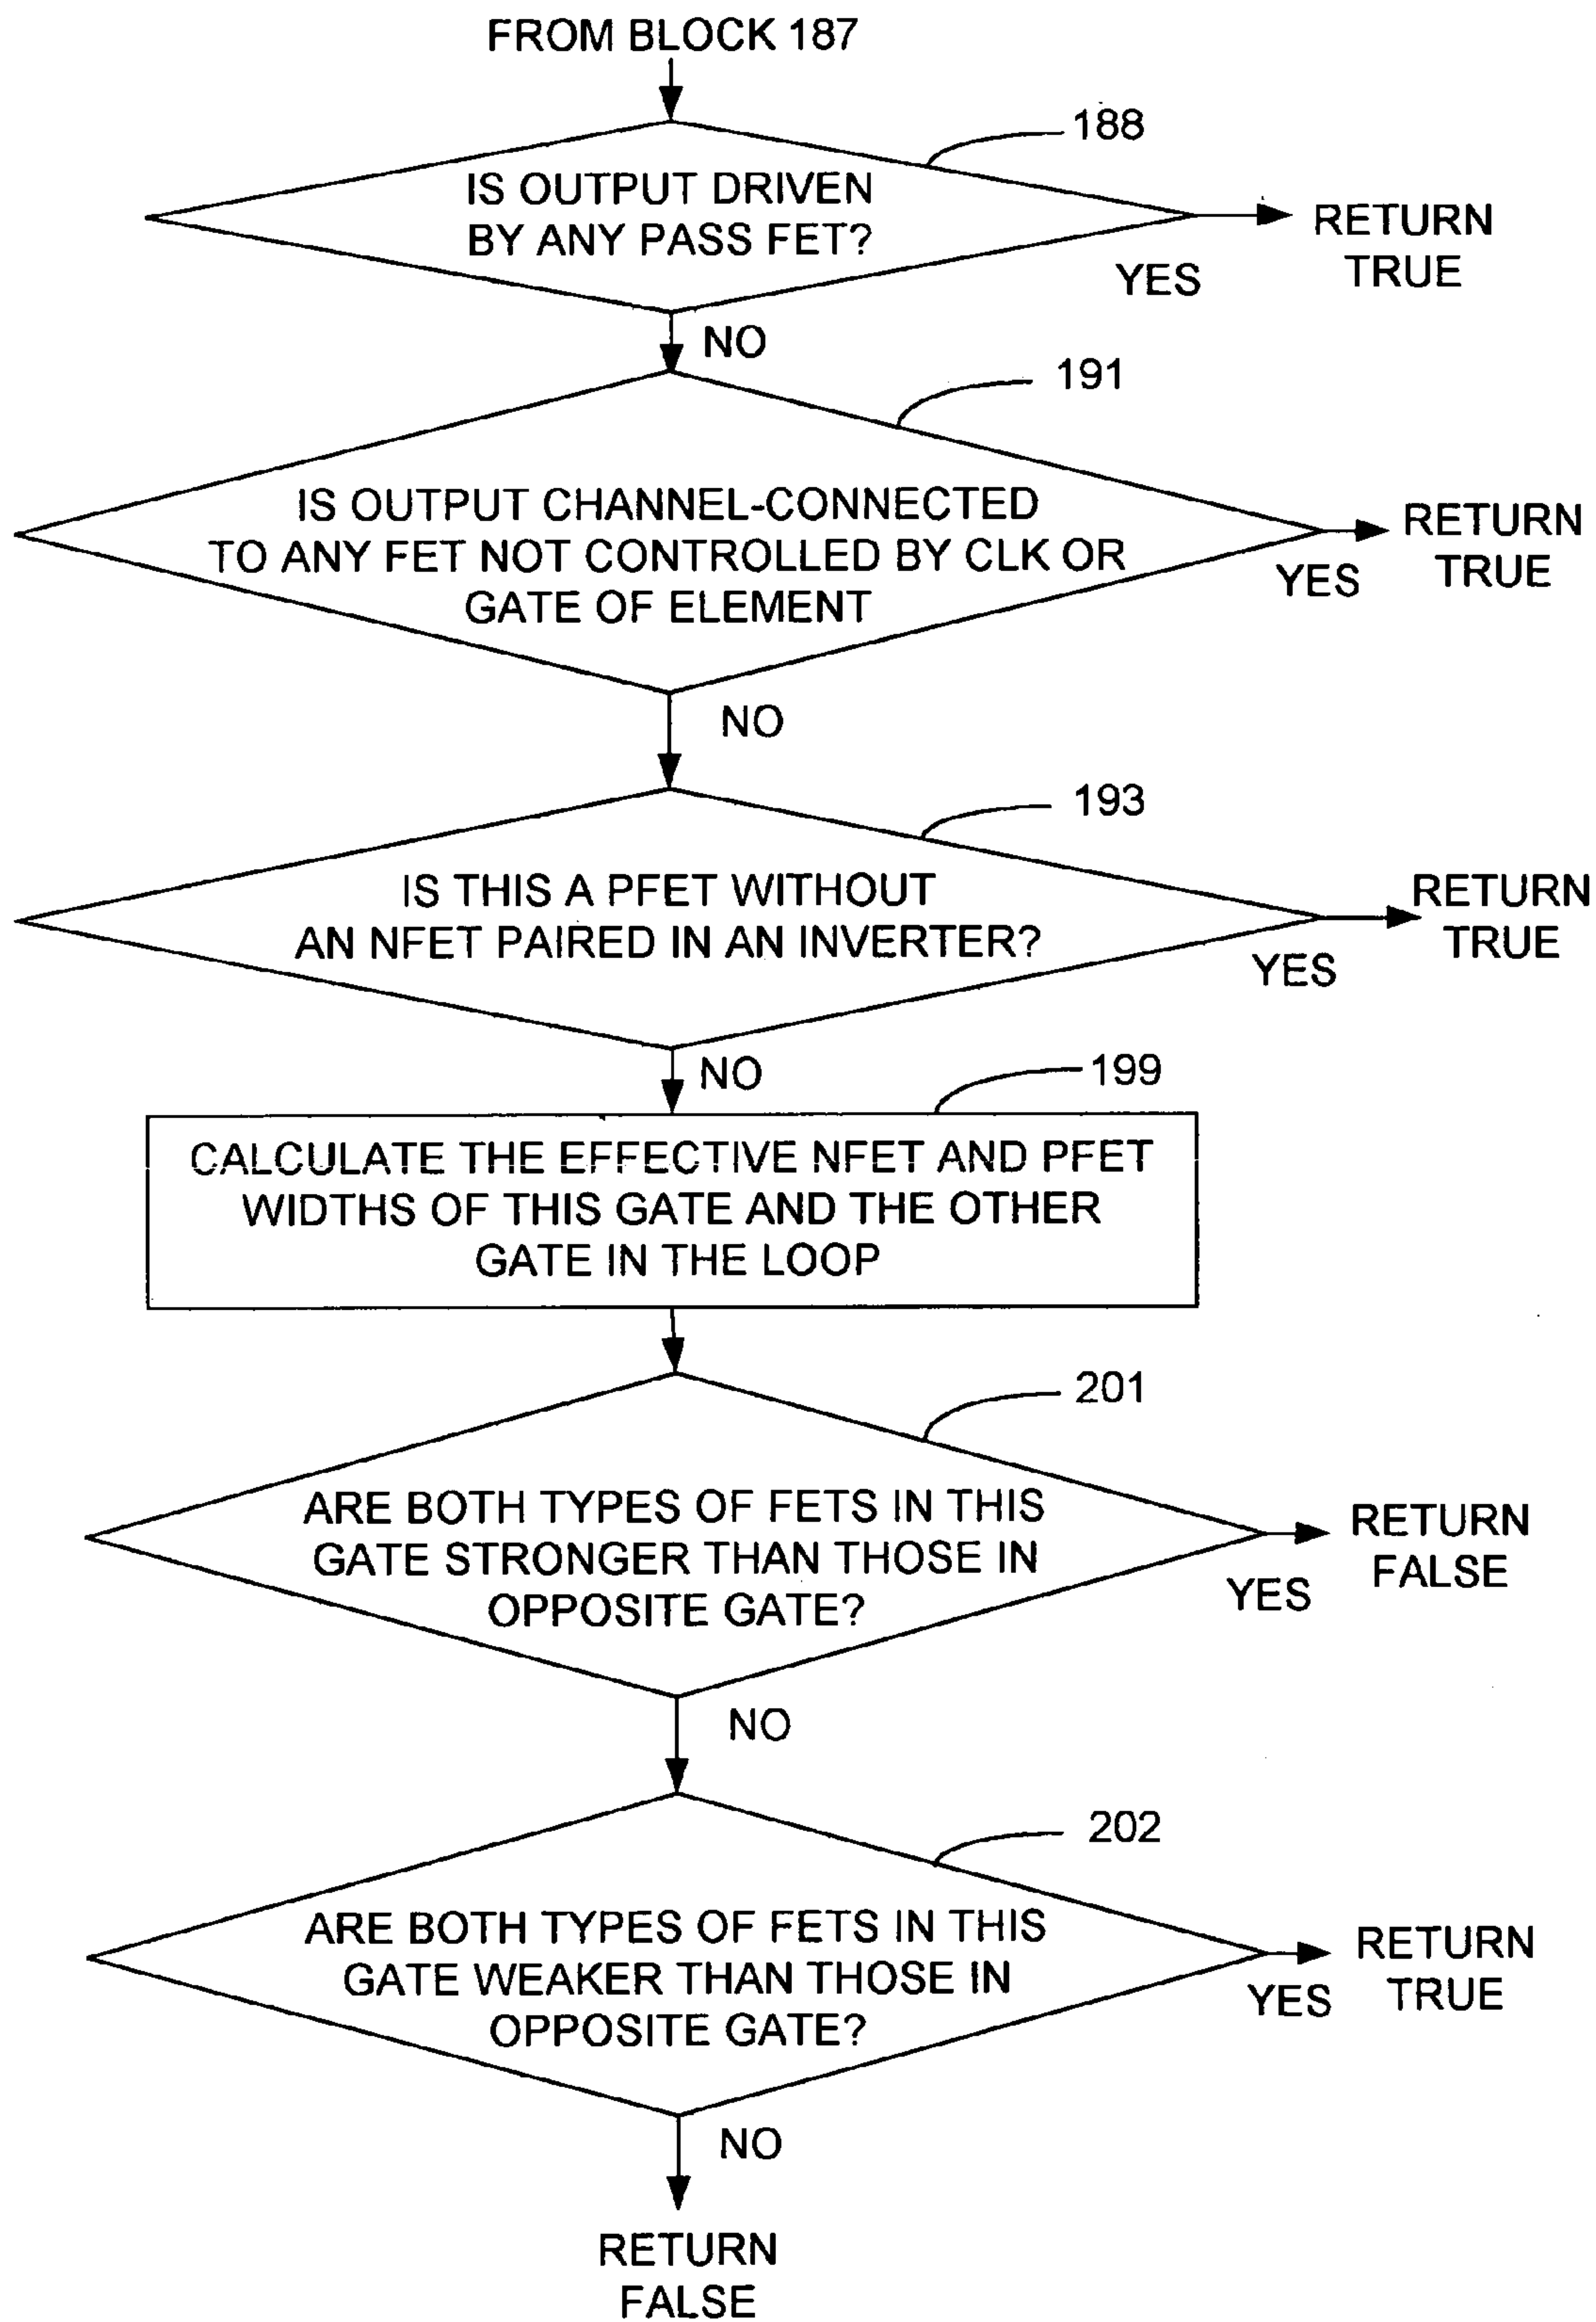 FROM BLOCK 187
188
IS OUTPUT DRIVEN
BY ANY PASS FET?
RETURN
TRUE
YES
NO
191
IS OUTPUT CHANNEL-CONNECTED
TO ANY FET NOT CONTROLLED BY CLK OR
GATE OF ELEMENT
RETURN
TRUE
YES
NO
193
IS THIS A PFET WITHOUT
AN NFET PAIRED IN AN INVERTER?
RETURN
TRUE
YES
NO
199
CALCULATE THE EFFECTIVE NFET AND PFET
WIDTHS OF THIS GATE AND THE OTHER
GATE IN THE LOOP
201
ARE BOTH TYPES OF FETS IN THIS
GATE STRONGER THAN THOSE IN
OPPOSITE GATE?
RETURN
FALSE
YES
NO
202
ARE BOTH TYPES OF FETS IN THIS
GATE WEAKER THAN THOSE IN
OPPOSITE GATE?
RETURN
TRUE
YES
NO
RETURN
FALSE